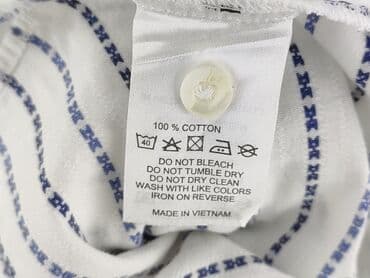 100 % COTTON
40
DO NOT BLEACH
DO NOT TUMBLE DRY
DO NOT DRY CLEAN
WASH WITH LIKE COLORS
IRON ON REVERSE
MADE IN VIETNAM